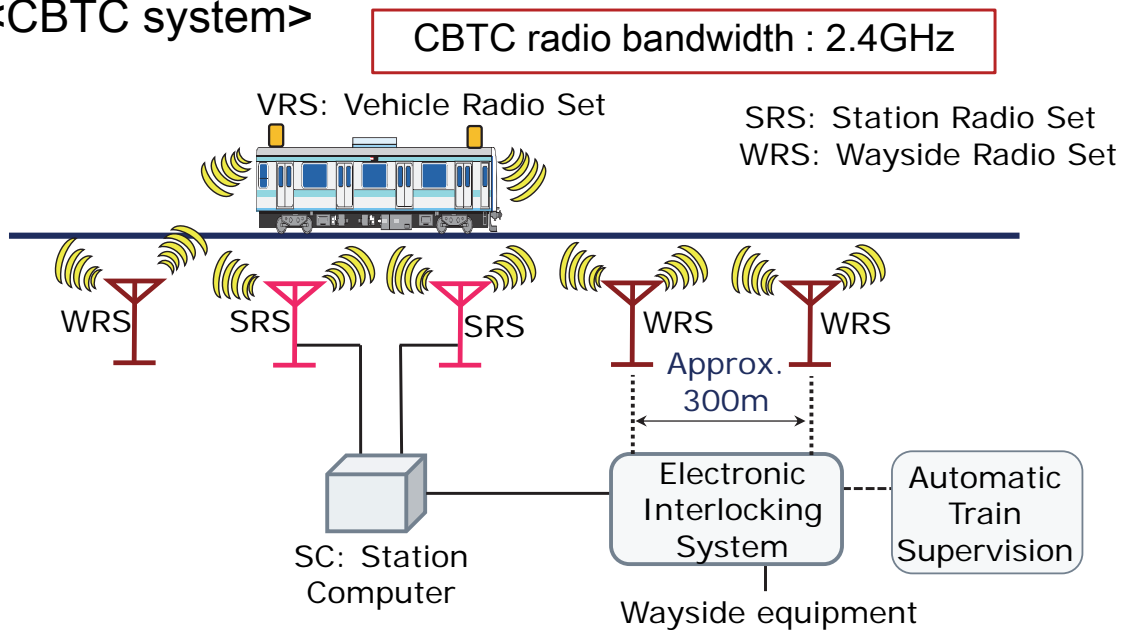 <CBTC system>
CBTC radio bandwidth : 2.4GHz
VRS: Vehicle Radio Set
SRS: Station Radio Set
WRS: Wayside Radio Set
WRS
SRS
SRS
WRS
WRS
Approx.
300m
Electronic
Interlocking
System
Automatic
Train
Supervision
SC: Station
Computer
Wayside equipment